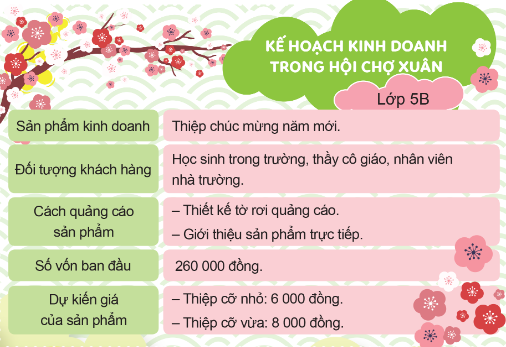 KẾ HOẠCH KINH DOANH
TRONG HỘI CHỢ XUÂN
Lớp 5B
Sản phẩm kinh doanh
Thiệp chúc mừng năm mới.
Đối tượng khách hàng
Học sinh trong trường, thầy cô giáo, nhân viên
nhà trường.
Cách quảng cáo
sản phẩm
– Thiết kế tờ rơi quảng cáo.
– Giới thiệu sản phẩm trực tiếp.
Số vốn ban đầu
260 000 đồng.
Dự kiến giá
của sản phẩm
– Thiệp cỡ nhỏ: 6 000 đồng.
– Thiệp cỡ vừa: 8 000 đồng.